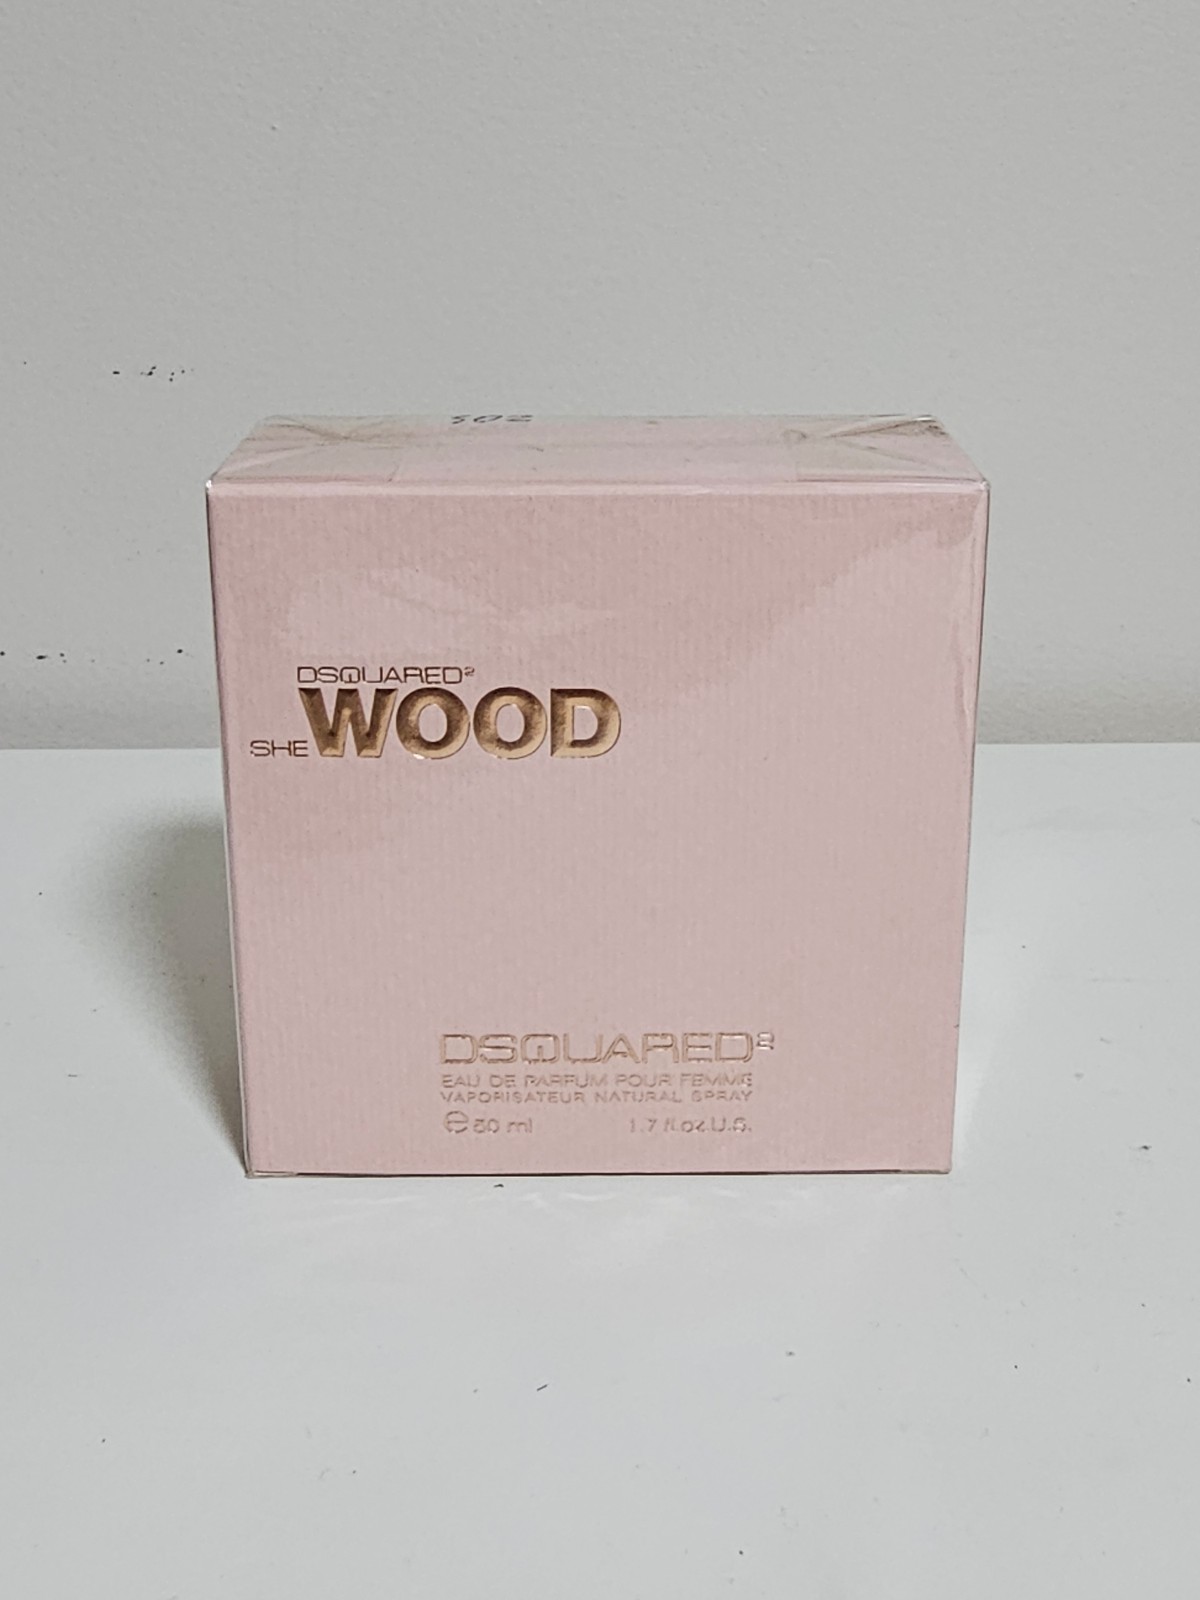 DSQUARED²
SHE WOOD
DSQUARED²
EAU DE PARFUM POUR FEMME
VAPORISATEUR NATURAL SPRAY
℮ 50 ml 1.7 fl.oz.U.S.